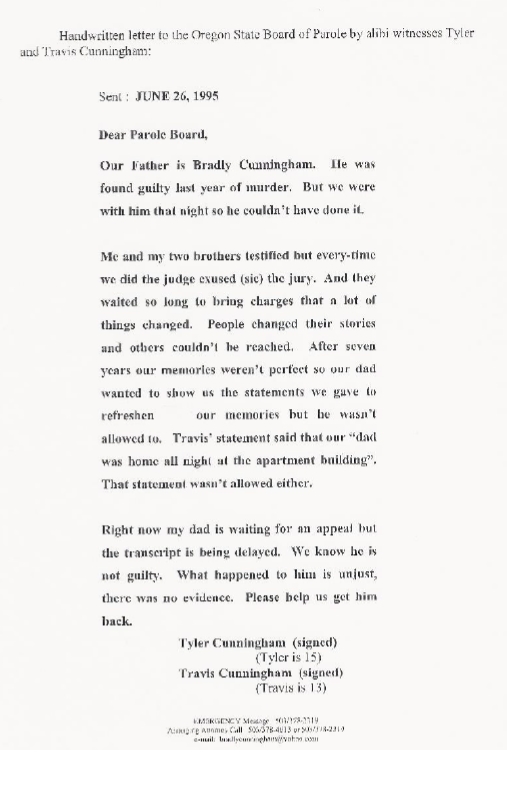 Handwritten letter to the Oregon State Board of Parole by alibi witnesses Tyler
and Travis Cunningham:
Sent : JUNE 26, 1995
Dear Parole Board,
Our Father is Bradly Cunningham. He was
found guilty last year of murder. But we were
with him that night so he couldn't have done it.
Me and my two brothers testified but every-time
we did the judge exused (sic) the jury. And they
waited so long to bring charges that a lot of
things changed. People changed their stories
and others couldn't be reached. After seven
years our memories weren't perfect so our dad
wanted to show us the statements we gave to
refreshen our memories but he wasn't
allowed to. Travis' statement said that our "dad
was home all night at the apartment building".
That statement wasn't allowed either.
Right now my dad is waiting for an appeal but
the transcript is being delayed. We know he is
not guilty. What happened to him is unjust,
there was no evidence. Please help us get him
back.
Tyler Cunningham (signed)
(Tyler is 15)
Travis Cunningham (signed)
(Travis is 13)
EMERGENCY Message
Call
e-mail: bradlycunningham@yahoo.com